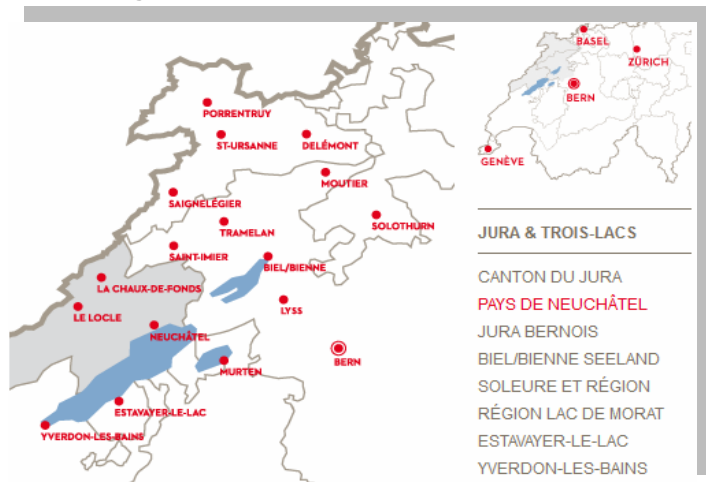 PORRENTRUY
ST-URSANNE
DELÉMONT
MOUTIER
SAIGNELÉGIER
TRAMELAN
SOLOTHURN
SAINT-IMIER
BIEL/BIENNE
LA CHAUX-DE-FONDS
LE LOCLE
LYSS
NEUCHÂTEL
BERN
MURTEN
ESTAVAYER-LE-LAC
YVERDON-LES-BAINS
BASEL
ZÜRICH
BERN
GENÈVE
JURA & TROIS-LACS
CANTON DU JURA
PAYS DE NEUCHÂTEL
JURA BERNOIS
BIEL/BIENNE SEELAND
SOLEURE ET RÉGION
RÉGION LAC DE MORAT
ESTAVAYER-LE-LAC
YVERDON-LES-BAINS